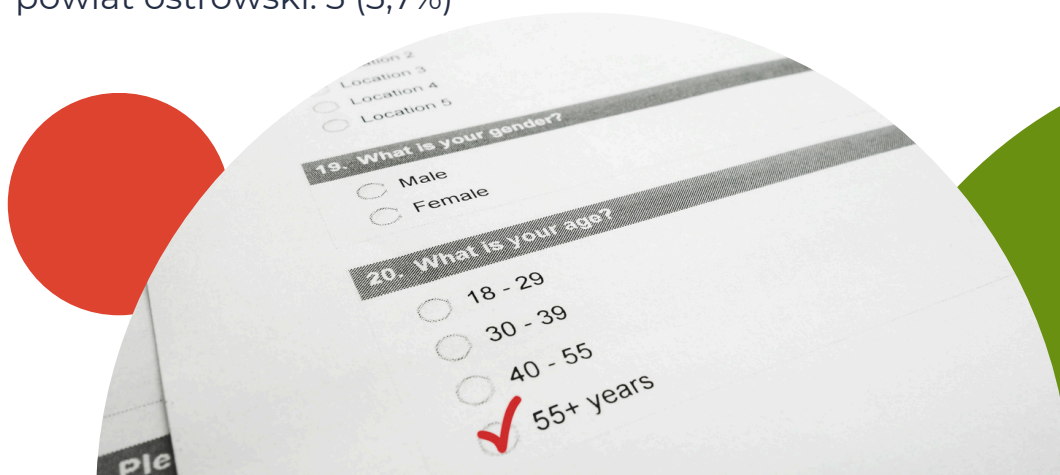 powiat ostrowski: 3 (3,7%)
Location 3
Location 4
Location 5
19. What is your gender?
Male
Female
20. What is your age?
18 - 29
30 - 39
40 - 55
55+ years
Ple